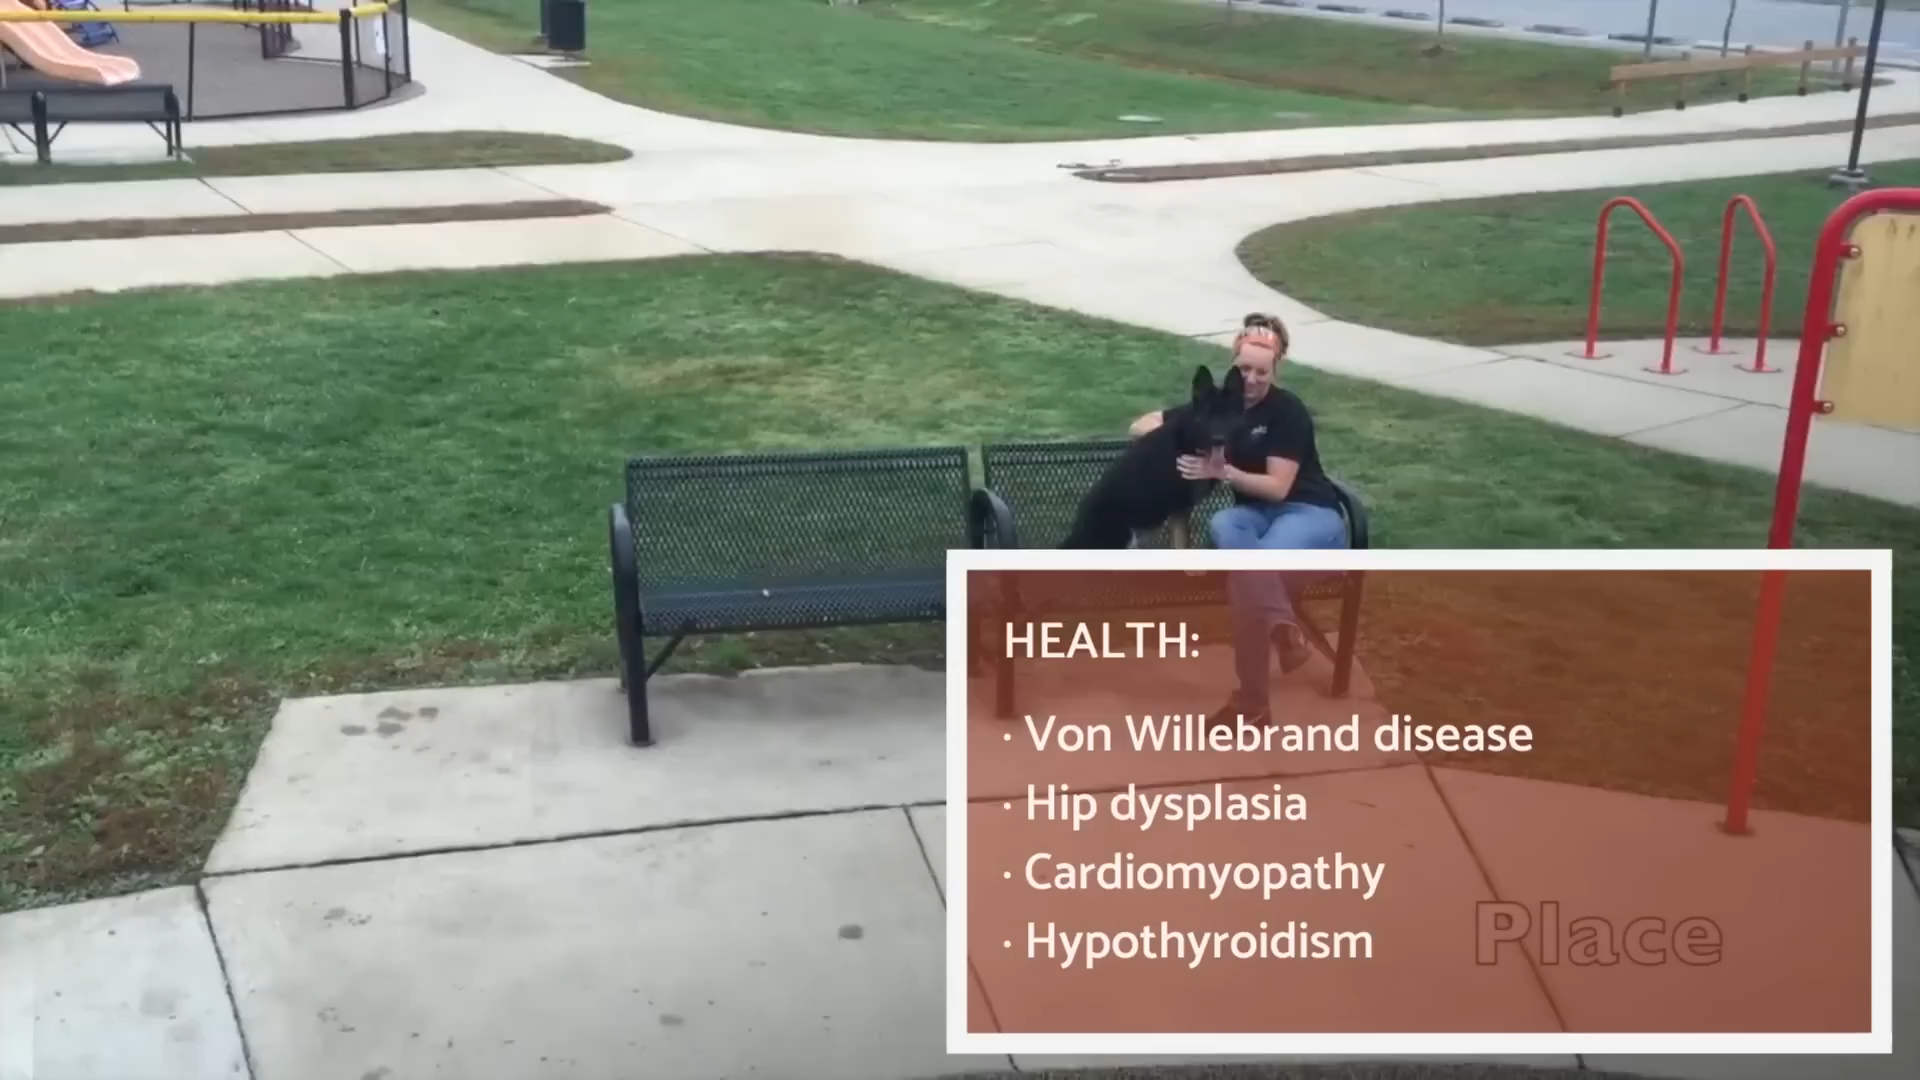 HEALTH:
· Von Willebrand disease
· Hip dysplasia
· Cardiomyopathy
· Hypothyroidism
Place